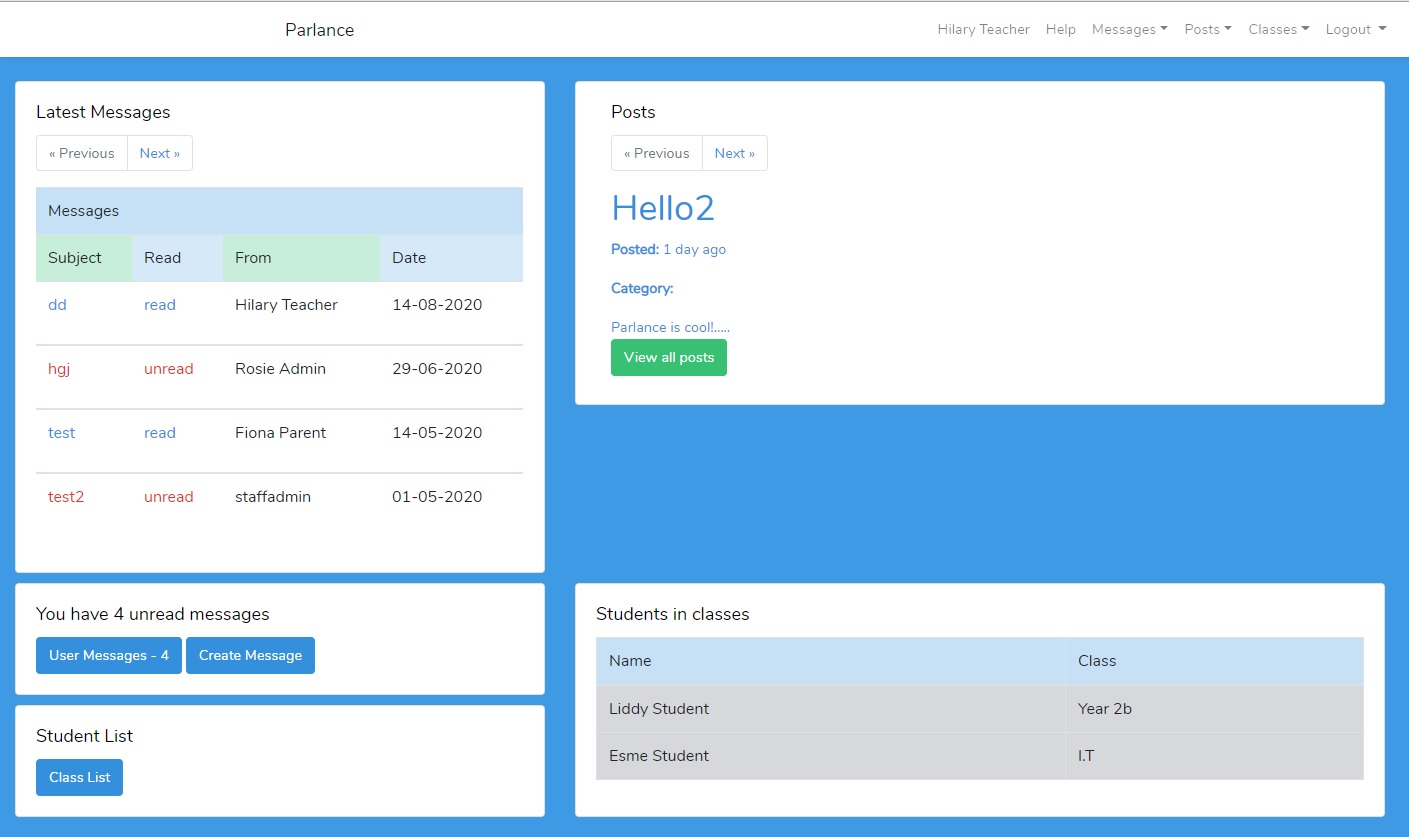 Parlance
Hilary Teacher Help Messages Posts Classes Logout
Latest Messages
« Previous Next »
Messages
Subject Read From Date
dd read Hilary Teacher 14-08-2020
hgj unread Rosie Admin 29-06-2020
test read Fiona Parent 14-05-2020
test2 unread staffadmin 01-05-2020
Posts
« Previous Next »
Hello2
Posted: 1 day ago
Category:
Parlance is cool!.....
View all posts
You have 4 unread messages
User Messages - 4 Create Message
Student List
Class List
Students in classes
Name Class
Liddy Student Year 2b
Esme Student I.T